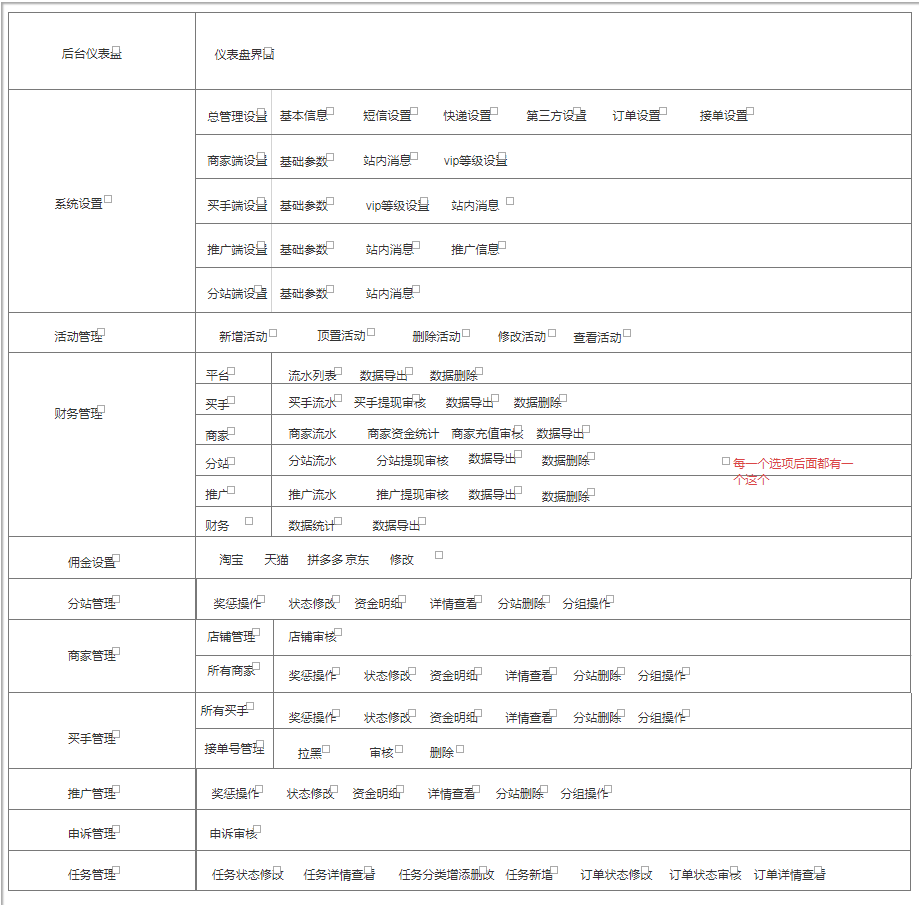 后台仪表盘 仪表盘界面
总管理设置 基本信息 短信设置 快递设置 第三方设置 订单设置 接单设置
商家端设置 基础参数 站内消息 vip等级设置
系统设置 买手端设置 基础参数 vip等级设置 站内消息
推广端设置 基础参数 站内消息 推广信息
分站端设置 基础参数 站内消息
活动管理 新增活动 顶置活动 删除活动 修改活动 查看活动
平台 流水列表 数据导出 数据删除
财务管理 买手 买手流水 买手提现审核 数据导出 数据删除
商家 商家流水 商家资金统计 商家充值审核 数据导出
分站 分站流水 分站提现审核 数据导出 数据删除 每一个选项后面都有一
个这个
推广 推广流水 推广提现审核 数据导出 数据删除
财务 数据统计 数据导出
佣金设置 淘宝 天猫 拼多多 京东 修改
分站管理 奖惩操作 状态修改 资金明细 详情查看 分站删除 分组操作
店铺管理 店铺审核
商家管理 所有商家 奖惩操作 状态修改 资金明细 详情查看 分站删除 分组操作
所有买手 奖惩操作 状态修改 资金明细 详情查看 分站删除 分组操作
买手管理 接单号管理 拉黑 审核 删除
推广管理 奖惩操作 状态修改 资金明细 详情查看 分站删除 分组操作
申诉管理 申诉审核
任务管理 任务状态修改 任务详情查看 任务分类增添删改 任务新增 订单状态修改 订单状态审核 订单详情查看